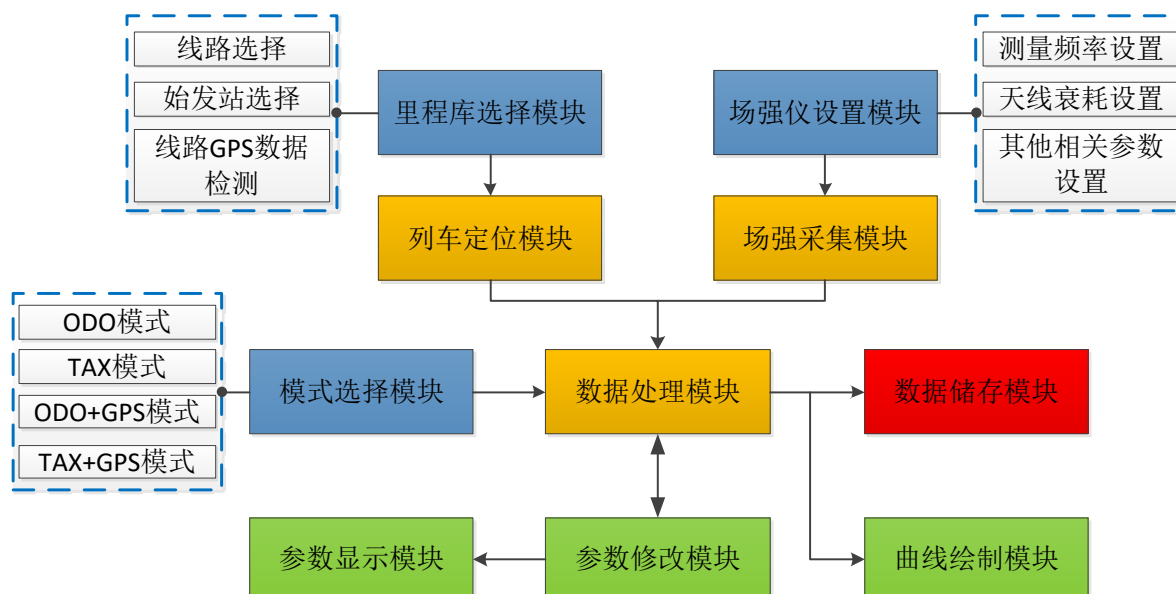 线路选择
始发站选择
线路GPS数据
检测
里程库选择模块
场强仪设置模块
测量频率设置
天线衰耗设置
其他相关参数
设置
列车定位模块
场强采集模块
ODO模式
TAX模式
ODO+GPS模式
TAX+GPS模式
模式选择模块
数据处理模块
数据储存模块
参数显示模块
参数修改模块
曲线绘制模块